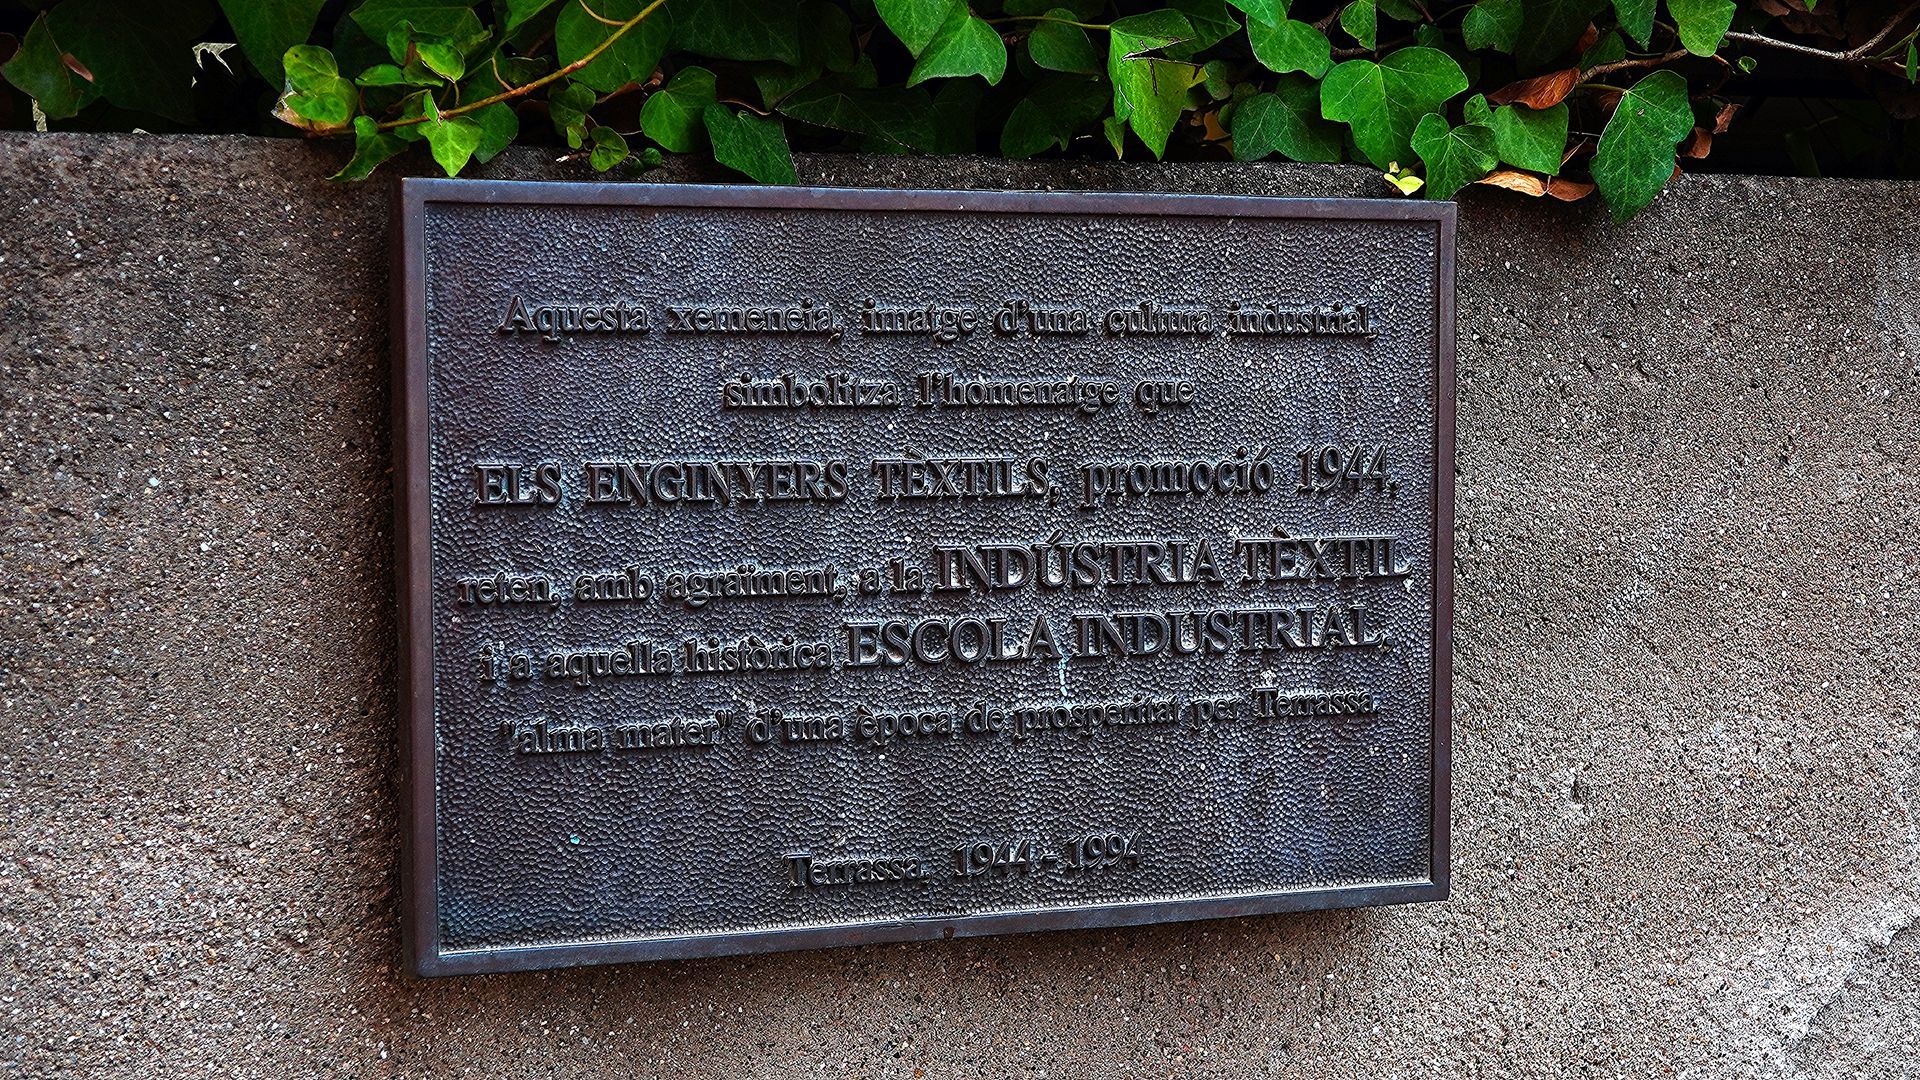 Aquesta xemeneia, imatge d'una cultura industrial,
simbolitza l'homenatge que
ELS ENGINYERS TÈXTILS, promoció 1944,
reten, amb agraïment, a la INDÚSTRIA TÈXTIL
i a aquella històrica ESCOLA INDUSTRIAL,
"alma mater" d'una època de prosperitat per Terrassa.
Terrassa, 1944 - 1994